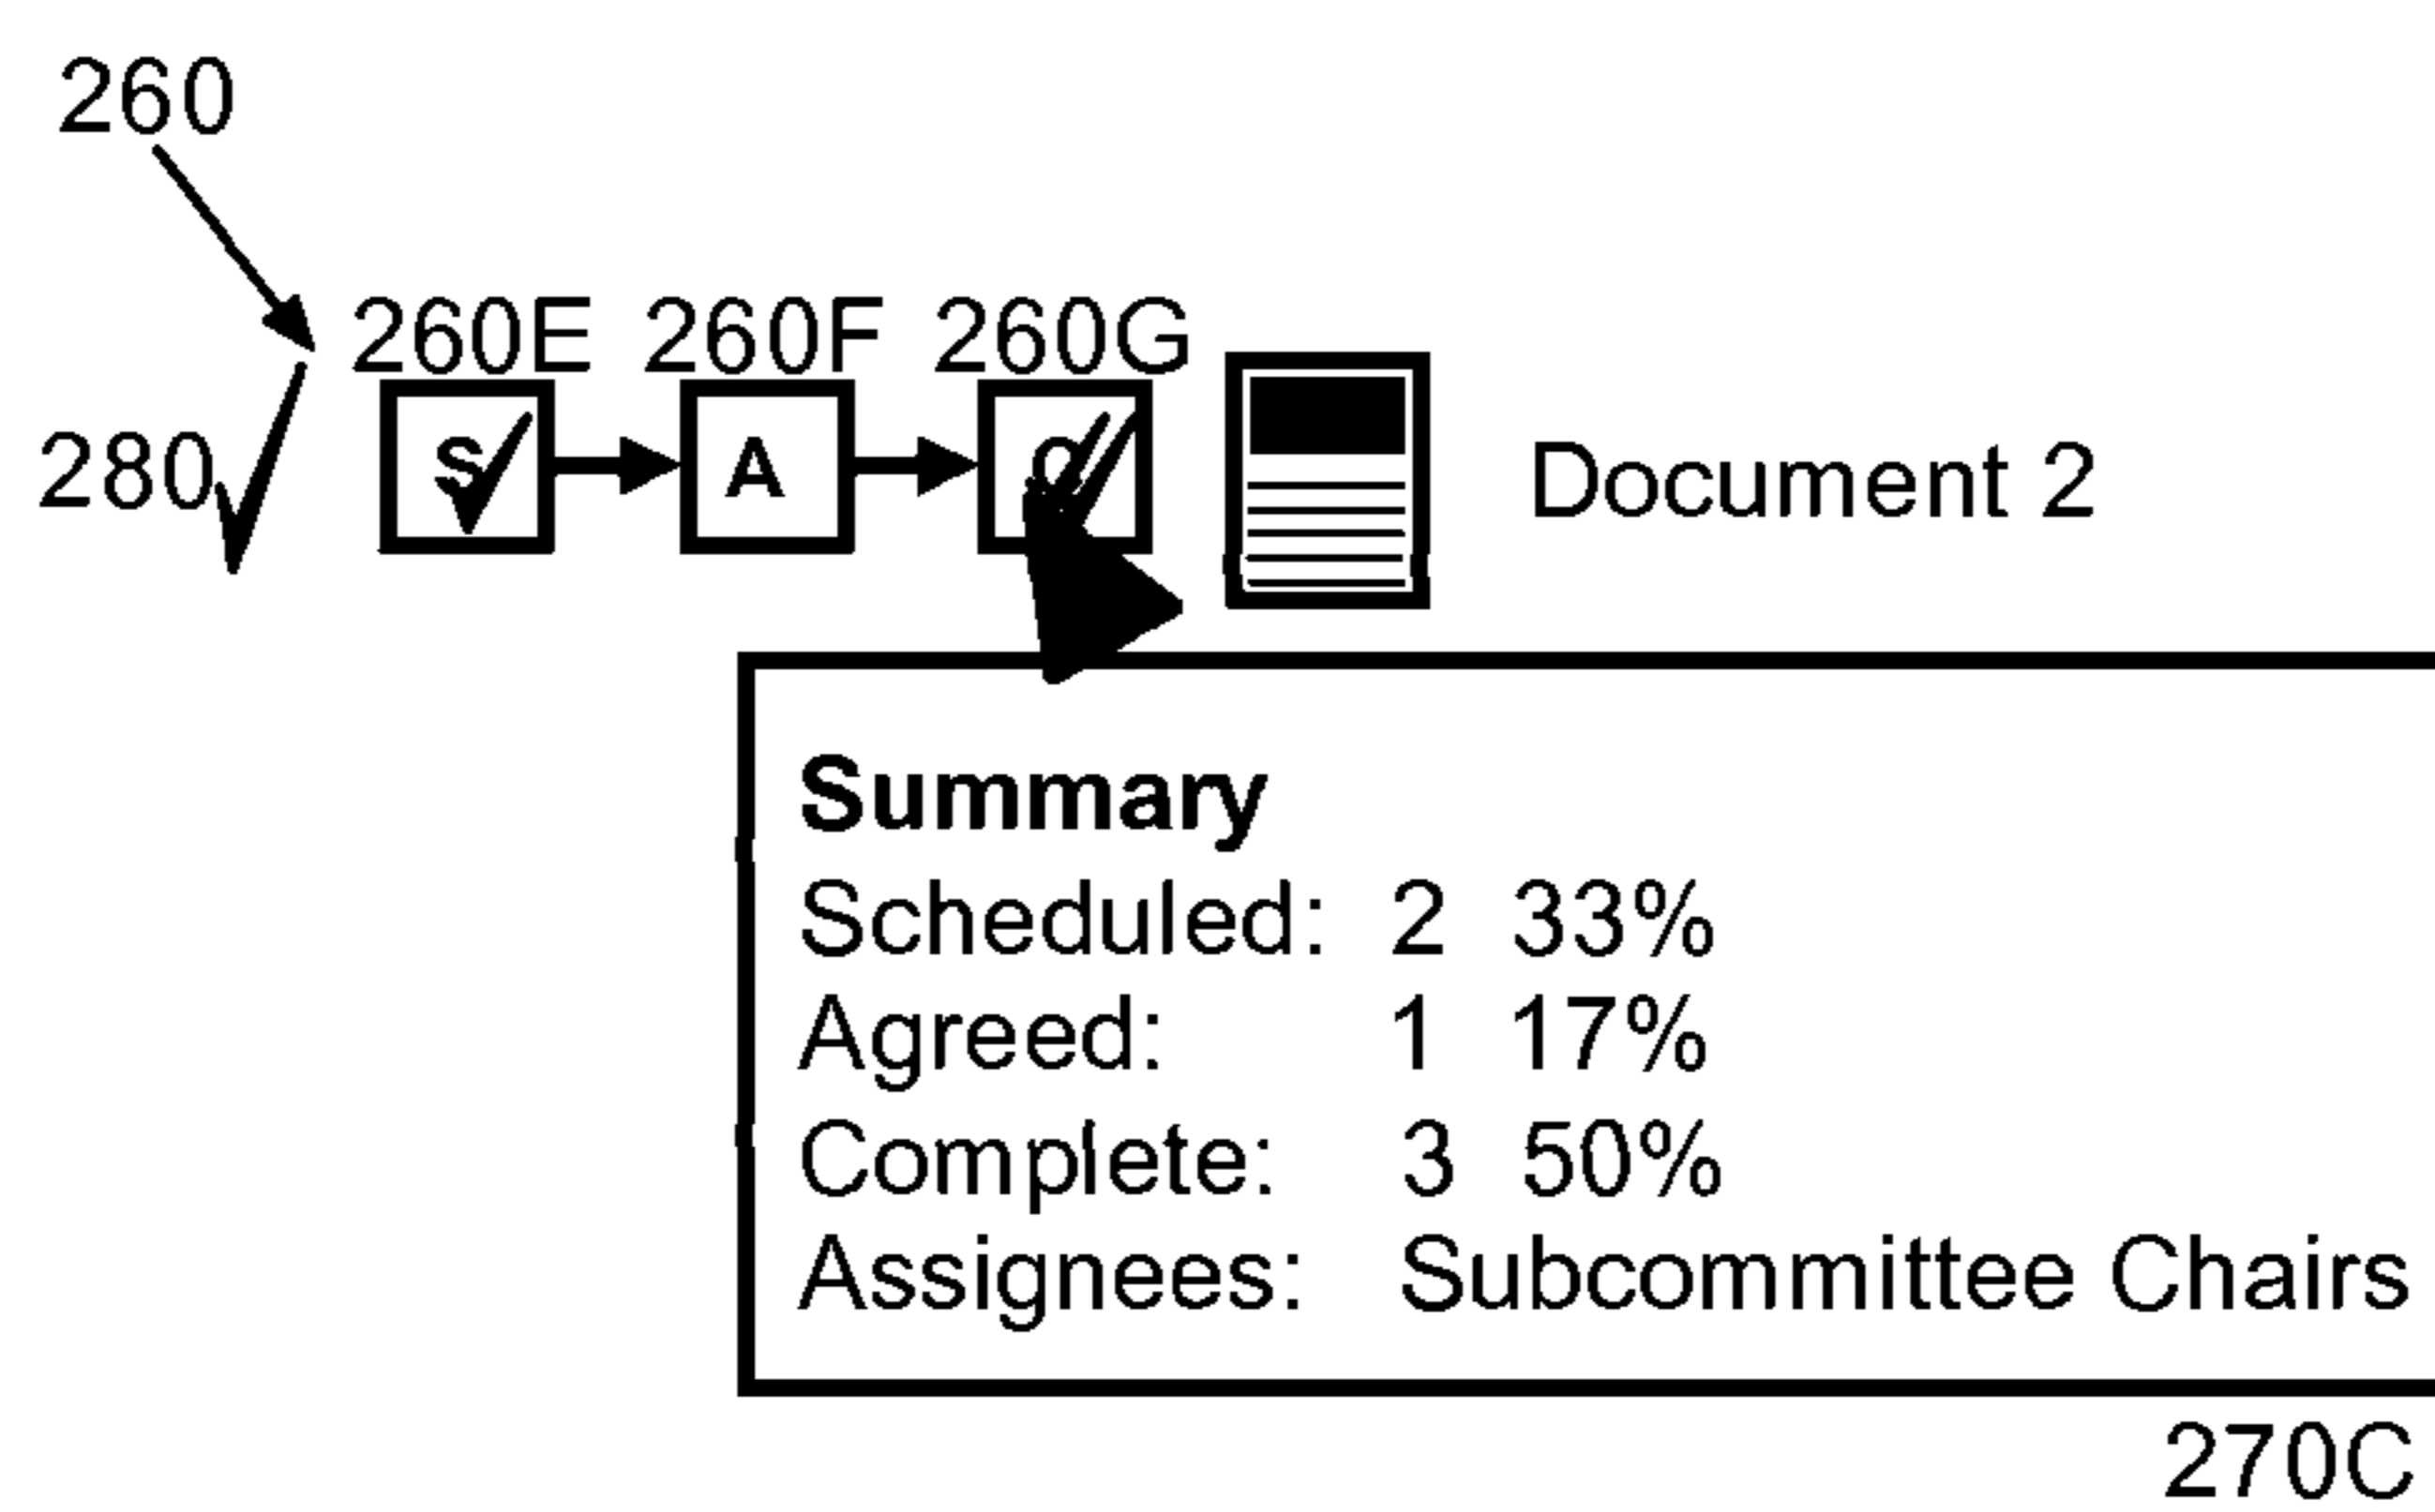 260
260E 260F 260G
280 S A Document 2
Summary
Scheduled: 2 33%
Agreed: 1 17%
Complete: 3 50%
Assignees: Subcommittee Chairs
270C